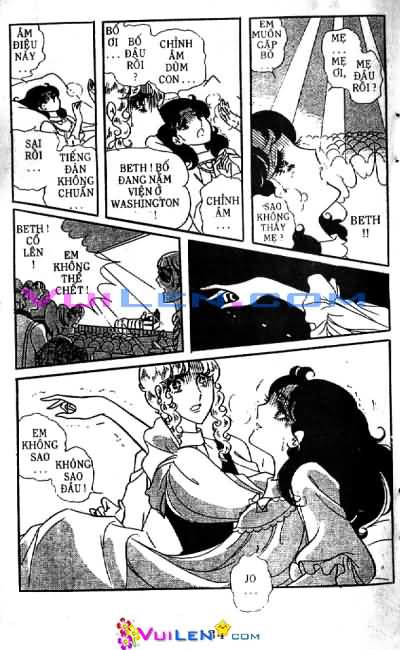 ÂM
ĐIỆU
NÀY
...
SAI
RỒI
...
TIẾNG
ĐÀN
KHÔNG
CHUẨN
...
BỐ
ƠI
...
BỐ
ĐÂU
RỒI
?
CHỈNH
ÂM
DÙM
CON...
BETH! BỐ
ĐANG NẰM
VIỆN Ở
WASHINGTON
!
CHỈNH
ÂM...
EM
MUỐN
GẶP
BỐ
MẸ
...
MẸ
ƠI,
MẸ ĐÂU
RỒI?
SAO
KHÔNG
THẤY
MẸ?
BETH
!!
BETH!
CỐ
LÊN
!
EM
KHÔNG
THỂ
CHẾT!
VUILEN.COM
EM
KHÔNG SAO
...
KHÔNG
SAO
ĐÂU!
JO
...
VUILEN
.COM